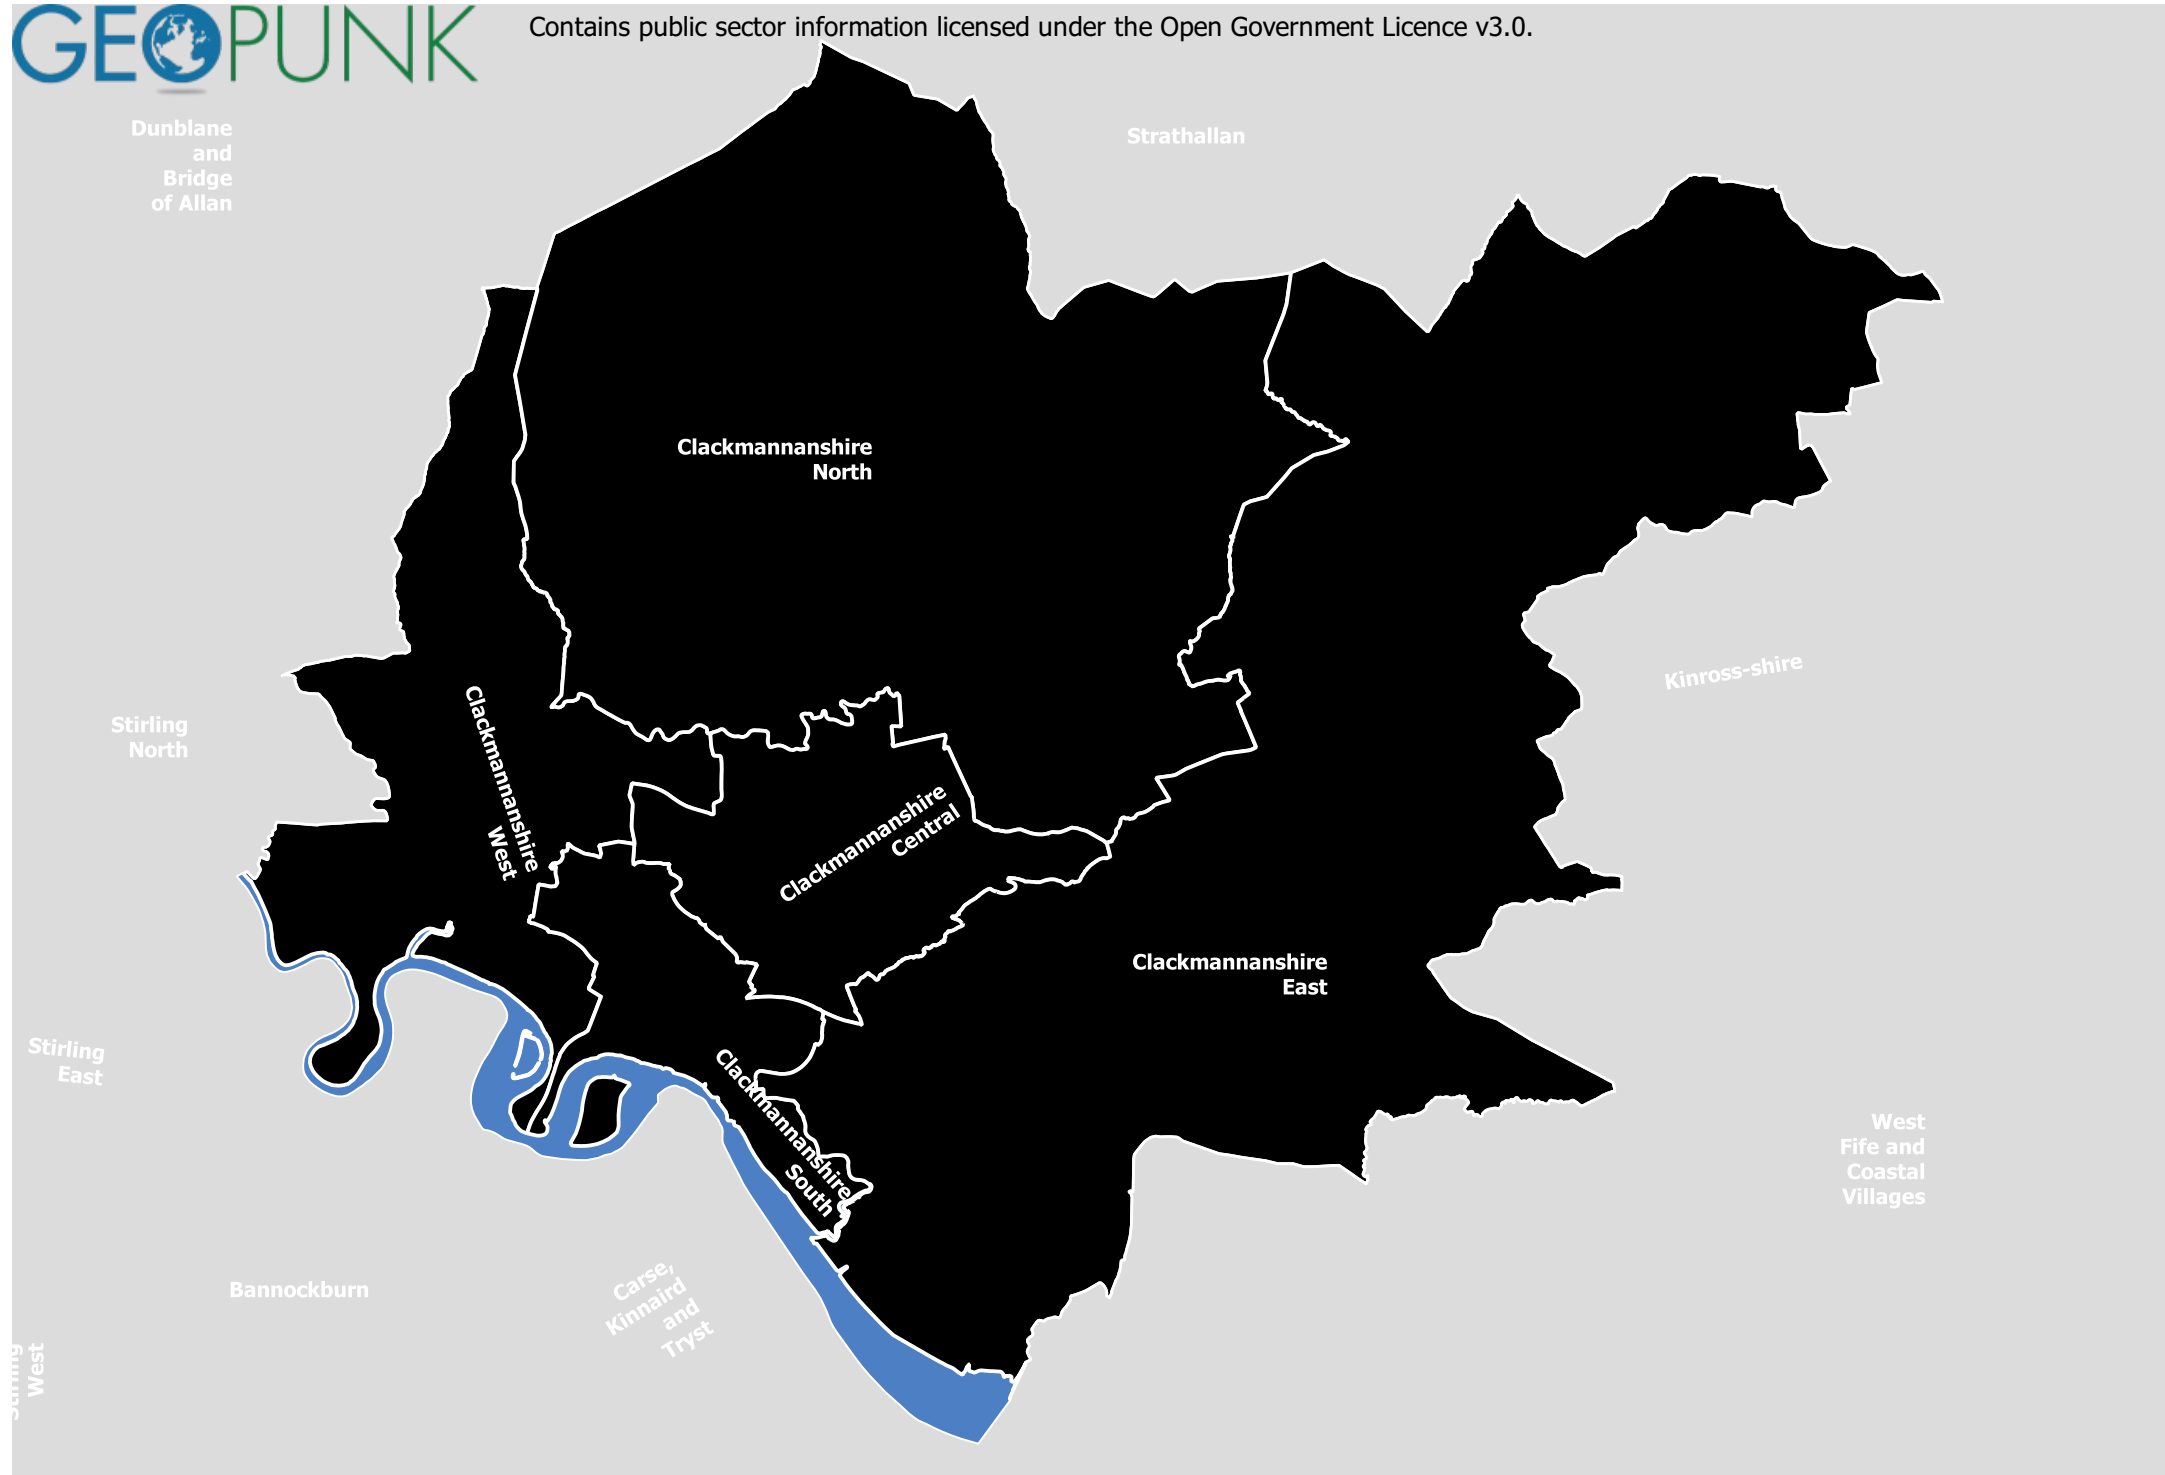 GEOPUNK
Contains public sector information licensed under the Open Government Licence v3.0.
Dunblane
and
Bridge
of Allan
Strathallan
Clackmannanshire
North
Kinross-shire
Stirling
North
Clackmannanshire
West
Clackmannanshire
Central
Clackmannanshire
East
Stirling
East
Clackmannanshire
South
West
Fife and
Coastal
Villages
Bannockburn
Carse,
Kinnaird
and
Tryst
Stirling
West